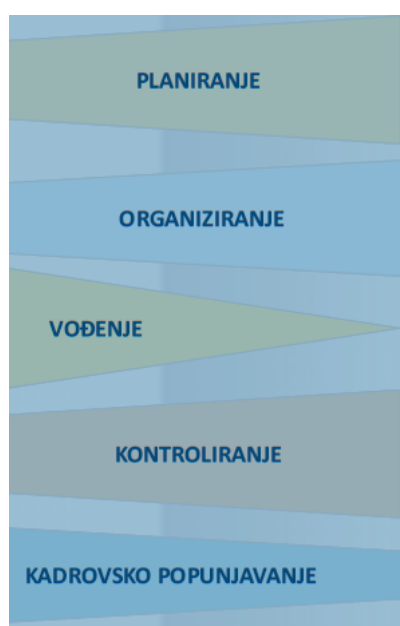 PLANIRANJE
ORGANIZIRANJE
VOĐENJE
KONTROLIRANJE
KADROVSKO POPUNJAVANJE